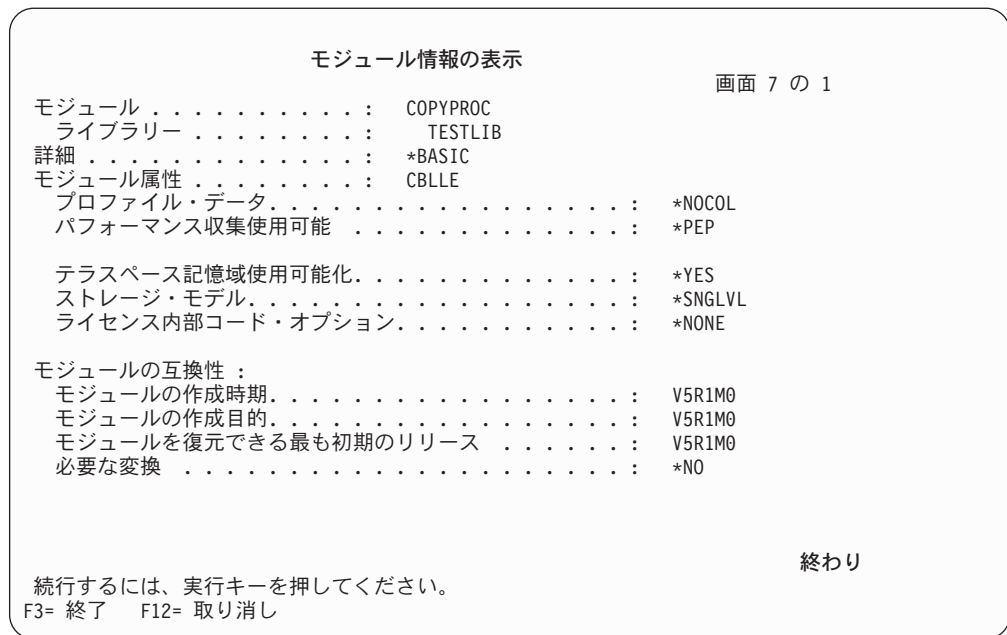 モジュール情報の表示
画面 7 の 1
モジュール . . . . . . . . . . . : COPYPROC
ライブラリー . . . . . . . . . : TESTLIB
詳細 . . . . . . . . . . . . . . : *BASIC
モジュール属性 . . . . . . . . . : CBLLE
プロファイル・データ. . . . . . . . . . . . . . . . . . : *NOCOL
パフォーマンス収集使用可能 . . . . . . . . . . . . . . : *PEP
テラスペース記憶域使用可能化. . . . . . . . . . . . . . : *YES
ストレージ・モデル. . . . . . . . . . . . . . . . . . . : *SNGLVL
ライセンス内部コード・オプション. . . . . . . . . . . . : *NONE
モジュールの互換性 :
モジュールの作成時期. . . . . . . . . . . . . . . . . . : V5R1M0
モジュールの作成目的. . . . . . . . . . . . . . . . . . : V5R1M0
モジュールを復元できる最も初期のリリース . . . . . . . : V5R1M0
必要な変換 . . . . . . . . . . . . . . . . . . . . . . : *NO
終わり
続行するには、実行キーを押してください。
F3= 終了 F12= 取り消し